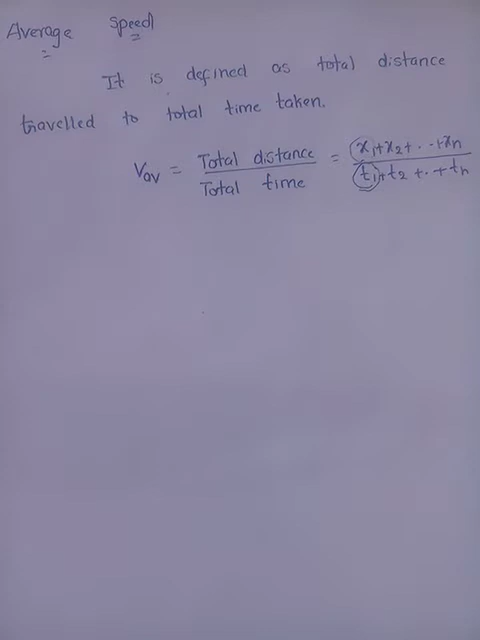 Average Speed
It is defined as total distance
travelled to total time taken.
Vav = Total distance / Total time = x1+x2+..+xn / t1+t2+..+tn